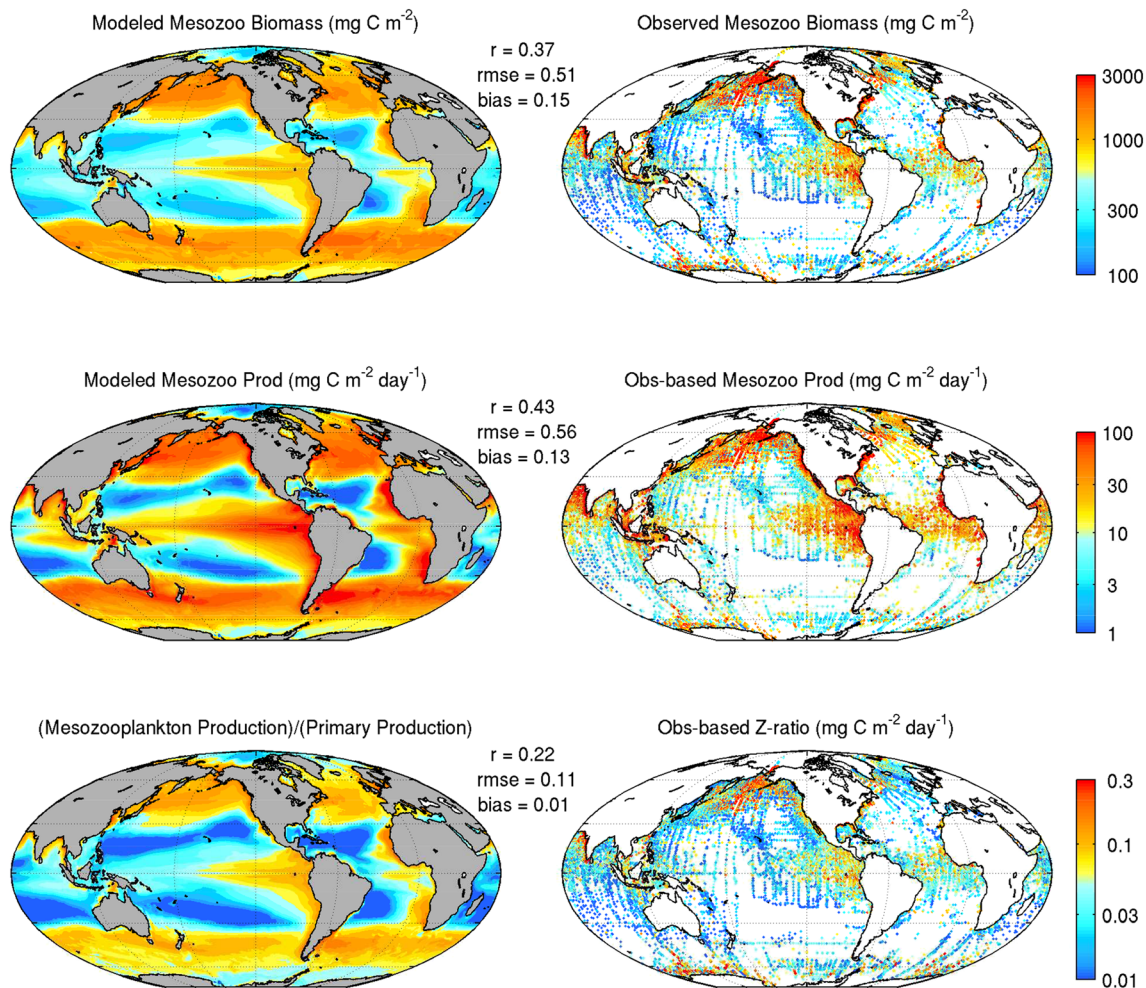 Modeled Mesozoo Biomass (mg C m⁻²)
r = 0.37
rmse = 0.51
bias = 0.15
Observed Mesozoo Biomass (mg C m⁻²)
3000
1000
300
100
Modeled Mesozoo Prod (mg C m⁻² day⁻¹)
r = 0.43
rmse = 0.56
bias = 0.13
Obs-based Mesozoo Prod (mg C m⁻² day⁻¹)
100
30
10
3
1
(Mesozooplankton Production)/(Primary Production)
r = 0.22
rmse = 0.11
bias = 0.01
Obs-based Z-ratio (mg C m⁻² day⁻¹)
0.3
0.1
0.03
0.01